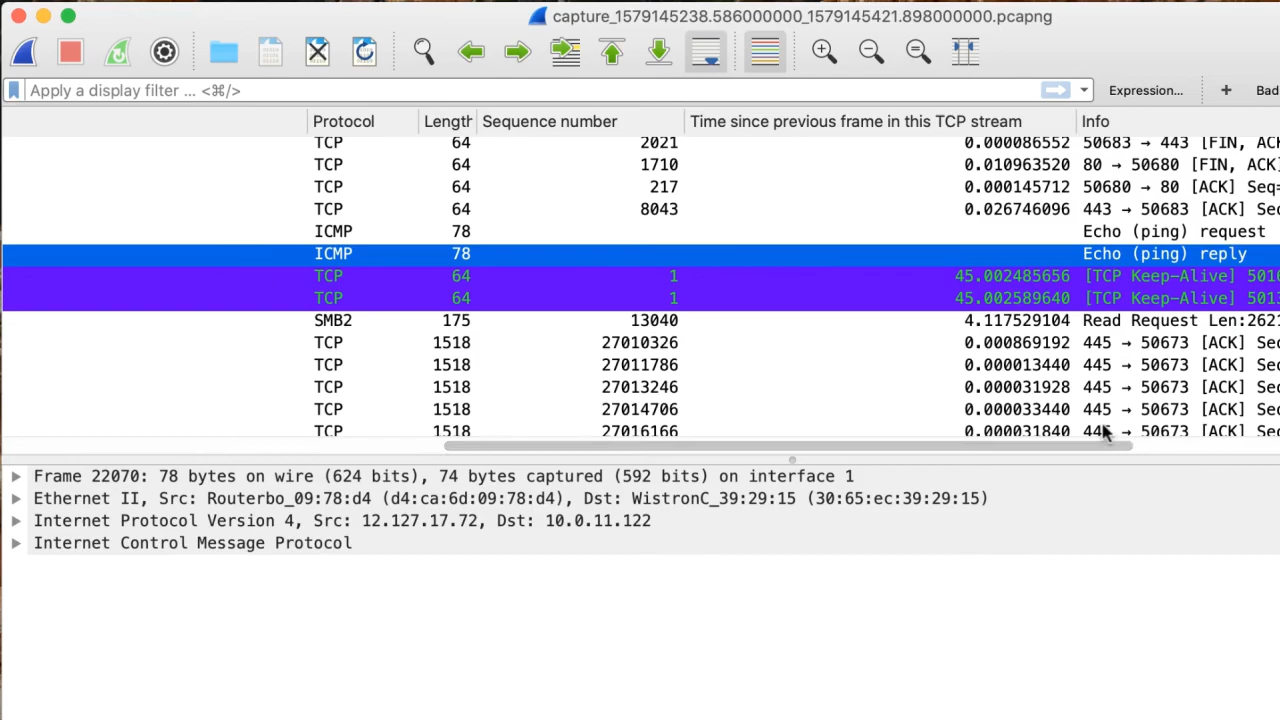 capture_1579145238.586000000_1579145421.898000000.pcapng
Apply a display filter ... <⌘/>
Expression... + Bad
Protocol Length Sequence number Time since previous frame in this TCP stream Info
TCP 64 2021 0.000086552 50683 → 443 [FIN, ACK
TCP 64 1710 0.010963520 80 → 50680 [FIN, ACK
TCP 64 217 0.000145712 50680 → 80 [ACK] Seq=
TCP 64 8043 0.026746096 443 → 50683 [ACK] Se
ICMP 78 Echo (ping) request
ICMP 78 Echo (ping) reply
TCP 64 1 45.002485656 [TCP Keep-Alive] 5016
TCP 64 1 45.002589640 [TCP Keep-Alive] 5013
SMB2 175 13040 4.117529104 Read Request Len:2621
TCP 1518 27010326 0.000869192 445 → 50673 [ACK] Seq
TCP 1518 27011786 0.000013440 445 → 50673 [ACK] Seq
TCP 1518 27013246 0.000031928 445 → 50673 [ACK] Seq
TCP 1518 27014706 0.000033440 445 → 50673 [ACK] Seq
TCP 1518 27016166 0.000031840 445 → 50673 [ACK] Seq
Frame 22070: 78 bytes on wire (624 bits), 74 bytes captured (592 bits) on interface 1
Ethernet II, Src: Routerbo_09:78:d4 (d4:ca:6d:09:78:d4), Dst: WistronC_39:29:15 (30:65:ec:39:29:15)
Internet Protocol Version 4, Src: 12.127.17.72, Dst: 10.0.11.122
Internet Control Message Protocol